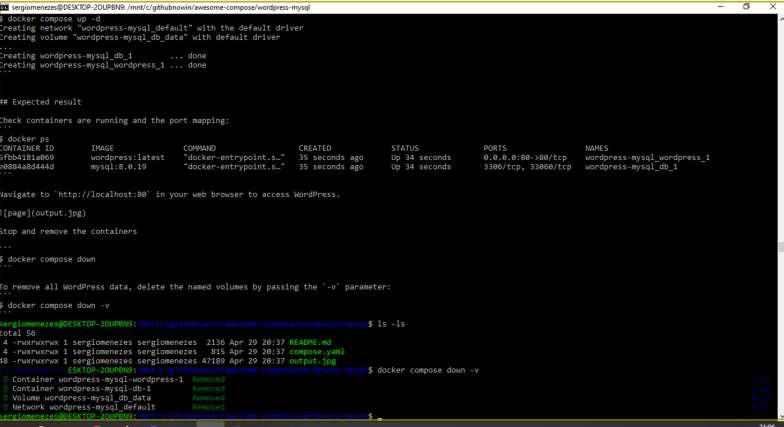 sergiomenezes@DESKTOP-2OUPBN9: /mnt/c/githubnowin/awesome-compose/wordpress-mysql
$ docker compose up -d
Creating network "wordpress-mysql_default" with the default driver
Creating volume "wordpress-mysql_db_data" with default driver
...
Creating wordpress-mysql_db_1        ... done
Creating wordpress-mysql_wordpress_1 ... done
```
## Expected result
Check containers are running and the port mapping:
```
$ docker ps
CONTAINER ID        IMAGE               COMMAND                  CREATED             STATUS              PORTS                 NAMES
5fbb4181a069        wordpress:latest    "docker-entrypoint.s…"   35 seconds ago      Up 34 seconds       0.0.0.0:80->80/tcp    wordpress-mysql_wordpress_1
e0884a8d444d        mysql:8.0.19        "docker-entrypoint.s…"   35 seconds ago      Up 34 seconds       3306/tcp, 33060/tcp   wordpress-mysql_db_1
```
Navigate to `http://localhost:80` in your web browser to access WordPress.
![page](output.jpg)
Stop and remove the containers
```
$ docker compose down
```
To remove all WordPress data, delete the named volumes by passing the `-v` parameter:
```
$ docker compose down -v
```
sergiomenezes@DESKTOP-2OUPBN9:/mnt/c/githubnowin/awesome-compose/wordpress-mysql$ ls -ls
total 56
 4 -rwxrwxrwx 1 sergiomenezes sergiomenezes  2136 Apr 29 20:37 README.md
 4 -rwxrwxrwx 1 sergiomenezes sergiomenezes   815 Apr 29 20:37 compose.yaml
48 -rwxrwxrwx 1 sergiomenezes sergiomenezes 47189 Apr 29 20:37 output.jpg
ESKTOP-2OUPBN9:/mnt/c/githubnowin/awesome-compose/wordpress-mysql$ docker compose down -v
Container wordpress-mysql-wordpress-1  Removed
Container wordpress-mysql-db-1         Removed
Volume wordpress-mysql_db_data         Removed
Network wordpress-mysql_default        Removed
sergiomenezes@DESKTOP-2OUPBN9:/mnt/c/githubnowin/awesome-compose/wordpress-mysql$